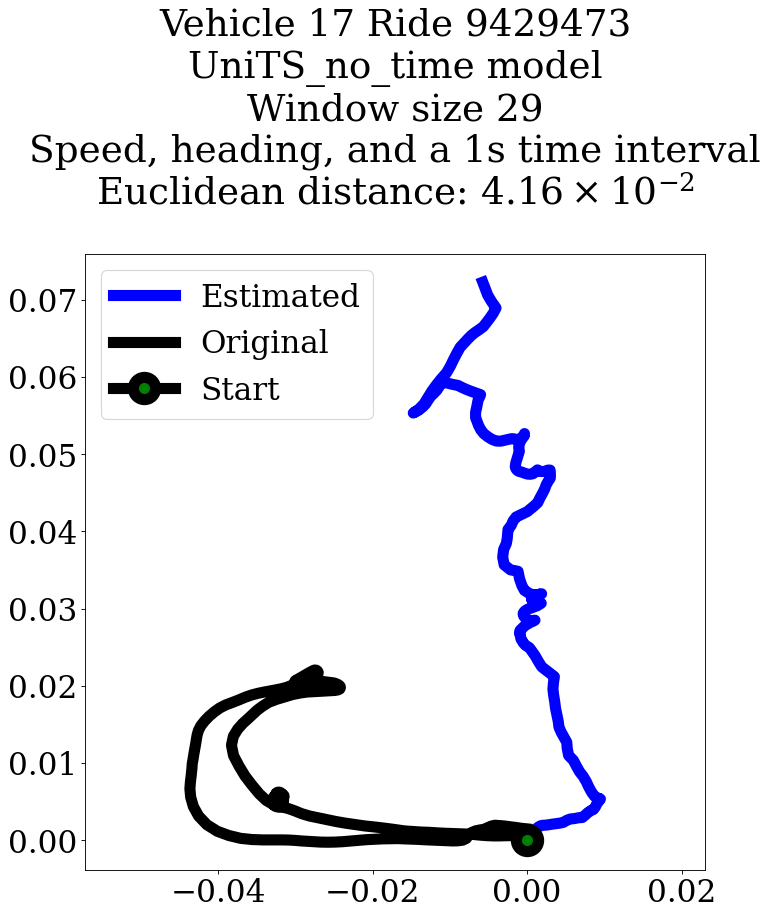 Vehicle 17 Ride 9429473
UniTS_no_time model
Window size 29
Speed, heading, and a 1s time interval
Euclidean distance: 4.16 × 10⁻²
Estimated
Original
Start
0.07
0.06
0.05
0.04
0.03
0.02
0.01
0.00
−0.04
−0.02
0.00
0.02